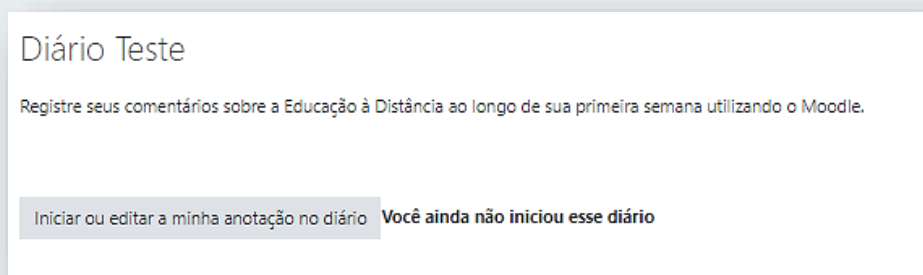 Diário Teste
Registre seus comentários sobre a Educação à Distância ao longo de sua primeira semana utilizando o Moodle.
Iniciar ou editar a minha anotação no diário Você ainda não iniciou esse diário